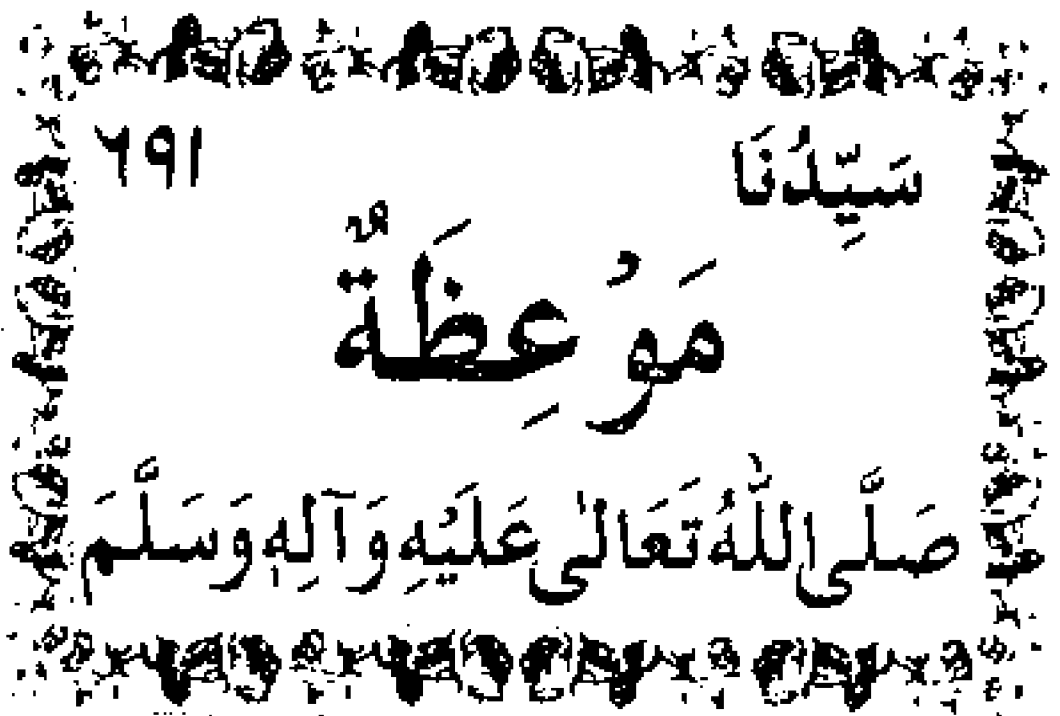 سَيِّدُنَا ٦٩١
مَوْعِظَةٌ
صَلَّى اللّٰهُ تَعَالٰى عَلَيْهِ وَآلِهٖ وَسَلَّمَ